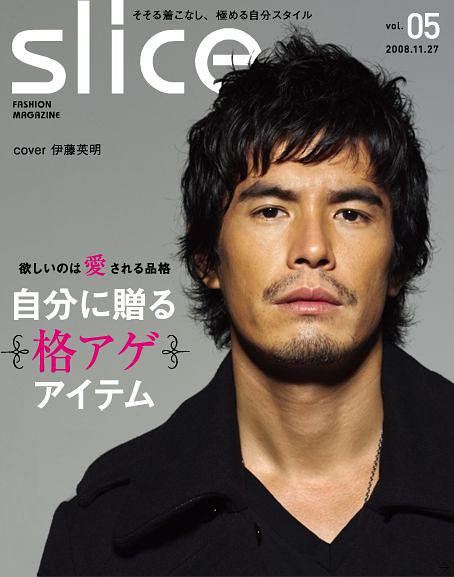 そそる着こなし、極める自分スタイル
slice
vol. 05
2008.11.27
FASHION
MAGAZINE
cover 伊藤英明
欲しいのは愛される品格
自分に贈る
格アゲ
アイテム